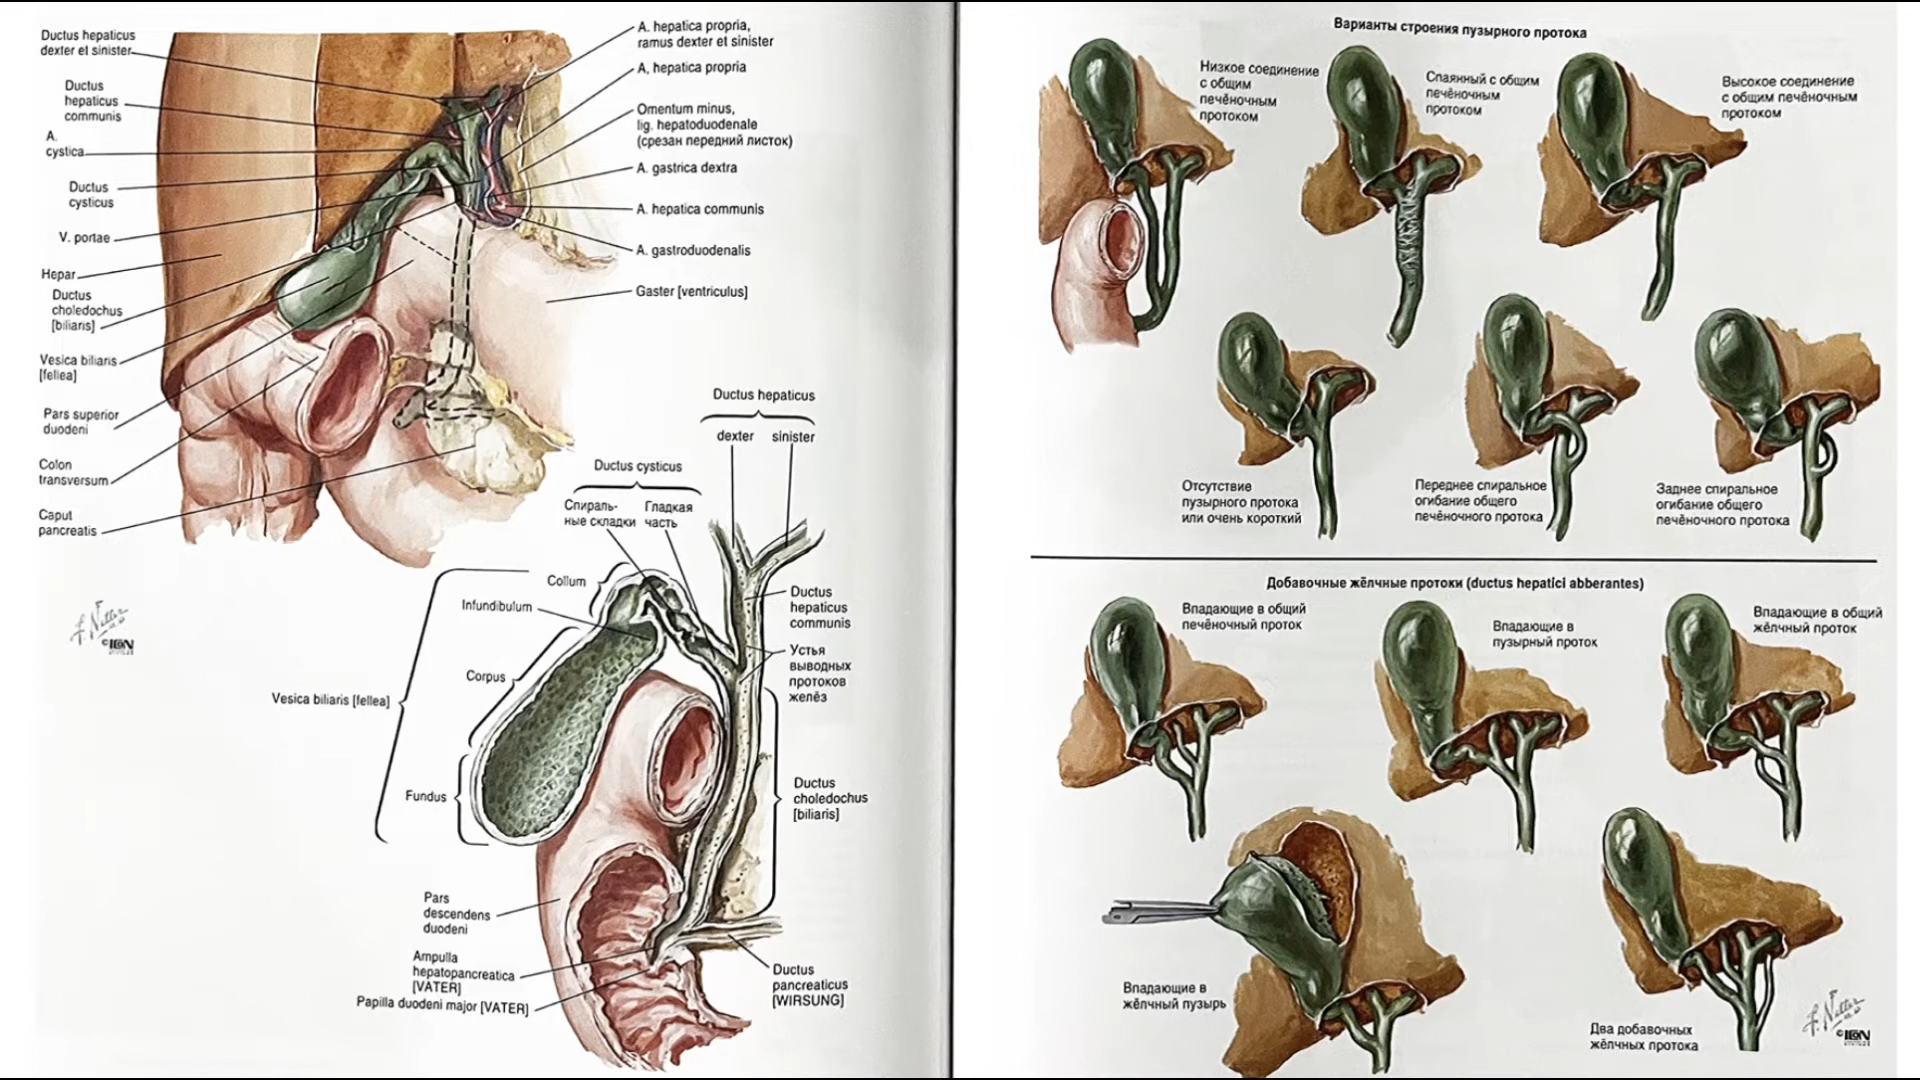 Ductus hepaticus
dexter et sinister
Ductus
hepaticus
communis
A.
cystica
Ductus
cysticus
V. portae
Hepar
Ductus
choledochus
[biliaris]
Vesica biliaris
[fellea]
Pars superior
duodeni
Colon
transversum
Caput
pancreatis
A. hepatica propria,
ramus dexter et sinister
A, hepatica propria
Omentum minus,
lig. hepatoduodenale
(срезан передний листок)
A. gastrica dextra
A. hepatica communis
A. gastroduodenalis
Gaster [ventriculus]
Ductus hepaticus
dexter sinister
Ductus cysticus
Спираль-
ные складки
Гладкая
часть
Collum
Infundibulum
Corpus
Vesica biliaris [fellea]
Fundus
Pars
descendens
duodeni
Ampulla
hepatopancreatica
[VATER]
Papilla duodeni major [VATER]
Ductus
hepaticus
communis
Устья
выводных
протоков
желёз
Ductus
choledochus
[biliaris]
Ductus
pancreaticus
[WIRSUNG]
F. Netter
©ICON
Варианты строения пузырного протока
Низкое соединение
с общим
печёночным
протоком
Спаянный с общим
печёночным
протоком
Высокое соединение
с общим печёночным
протоком
Отсутствие
пузырного протока
или очень короткий
Переднее спиральное
огибание общего
печёночного протока
Заднее спиральное
огибание общего
печёночного протока
Добавочные жёлчные протоки (ductus hepatici abberantes)
Впадающие в общий
печёночный проток
Впадающие в
пузырный проток
Впадающие в общий
жёлчный проток
Впадающие в
жёлчный пузырь
Два добавочных
жёлчных протока
F. Netter
©ICON